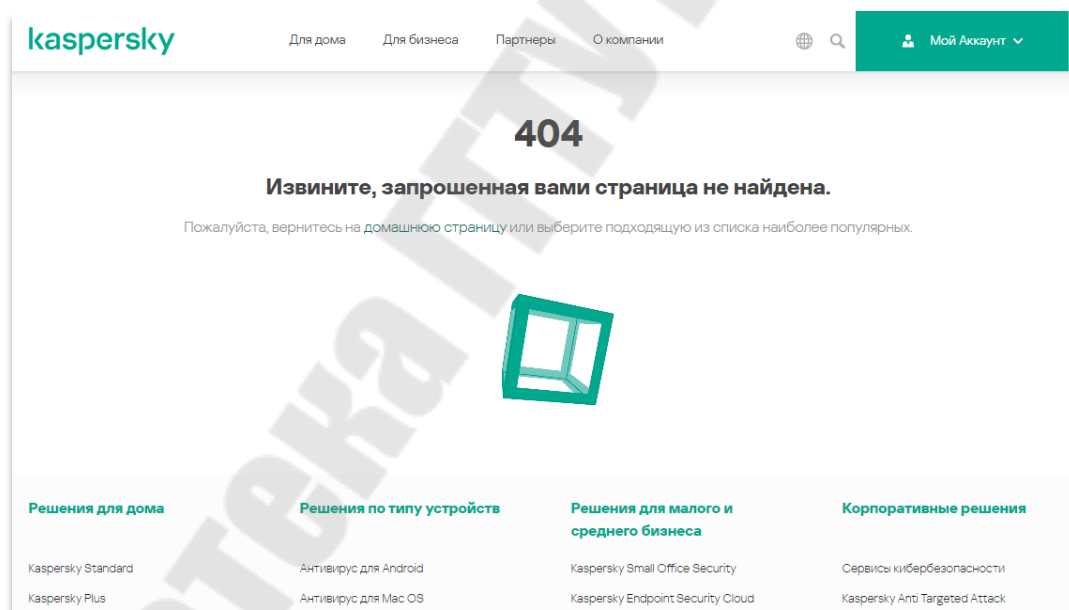 kaspersky
Для дома Для бизнеса Партнеры О компании Мой Аккаунт
404
Извините, запрошенная вами страница не найдена.
Пожалуйста, вернитесь на домашнюю страницу или выберите подходящую из списка наиболее популярных.
Решения для дома
Kaspersky Standard
Kaspersky Plus
Решения по типу устройств
Антивирус для Android
Антивирус для Mac OS
Решения для малого и
среднего бизнеса
Kaspersky Small Office Security
Kaspersky Endpoint Security Cloud
Корпоративные решения
Сервисы кибербезопасности
Kaspersky Anti Targeted Attack